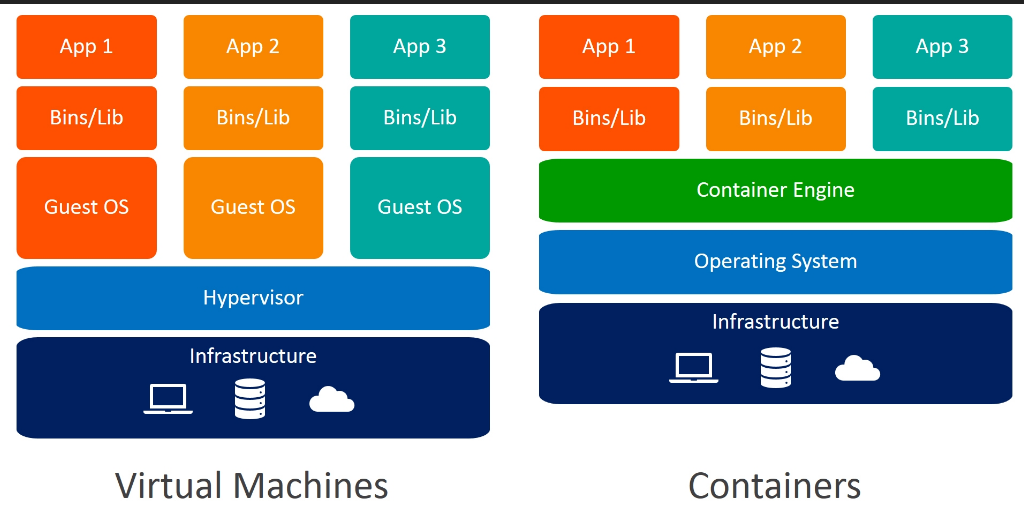 App 1
App 2
App 3
Bins/Lib
Bins/Lib
Bins/Lib
Guest OS
Guest OS
Guest OS
Hypervisor
Infrastructure
Virtual Machines
App 1
App 2
App 3
Bins/Lib
Bins/Lib
Bins/Lib
Container Engine
Operating System
Infrastructure
Containers